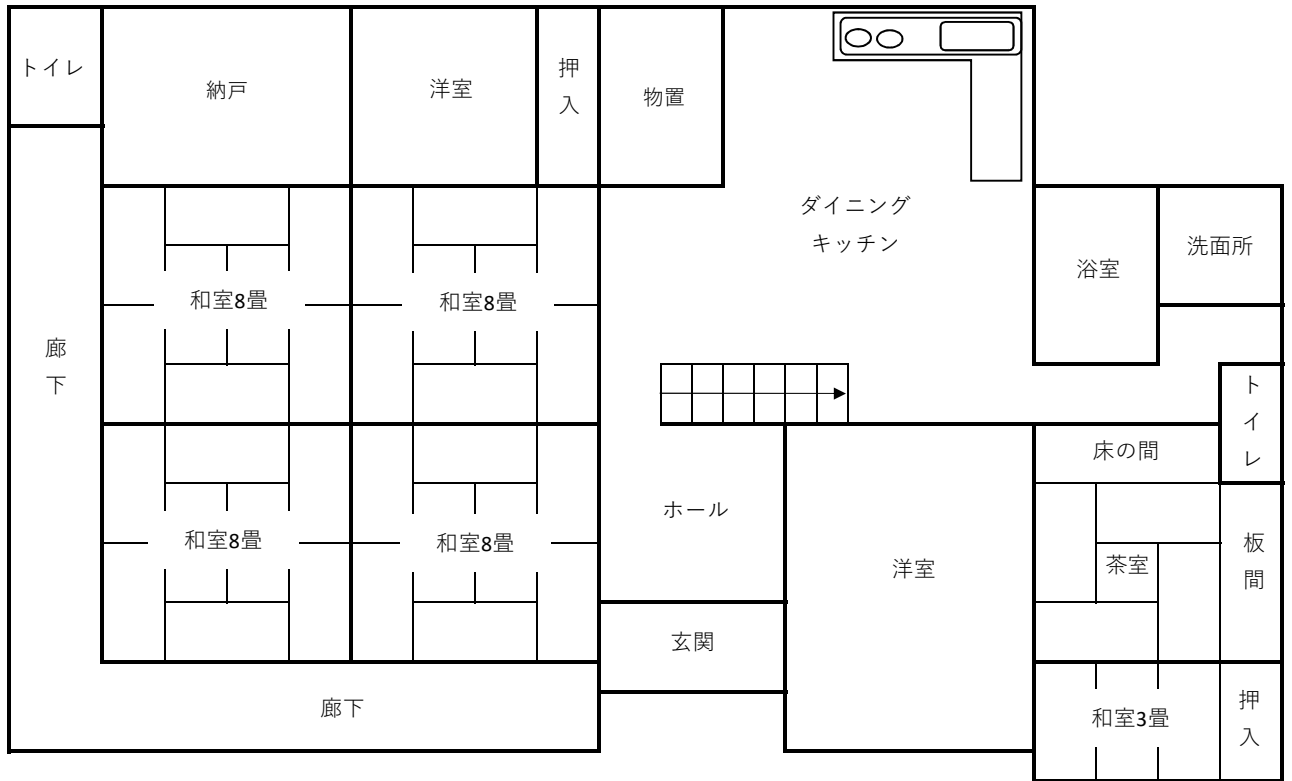 トイレ
納戸
洋室
押入
物置
ダイニング
キッチン
浴室
洗面所
和室8畳
和室8畳
廊下
トイレ
床の間
ホール
和室8畳
和室8畳
洋室
茶室
板間
玄関
廊下
和室3畳
押入